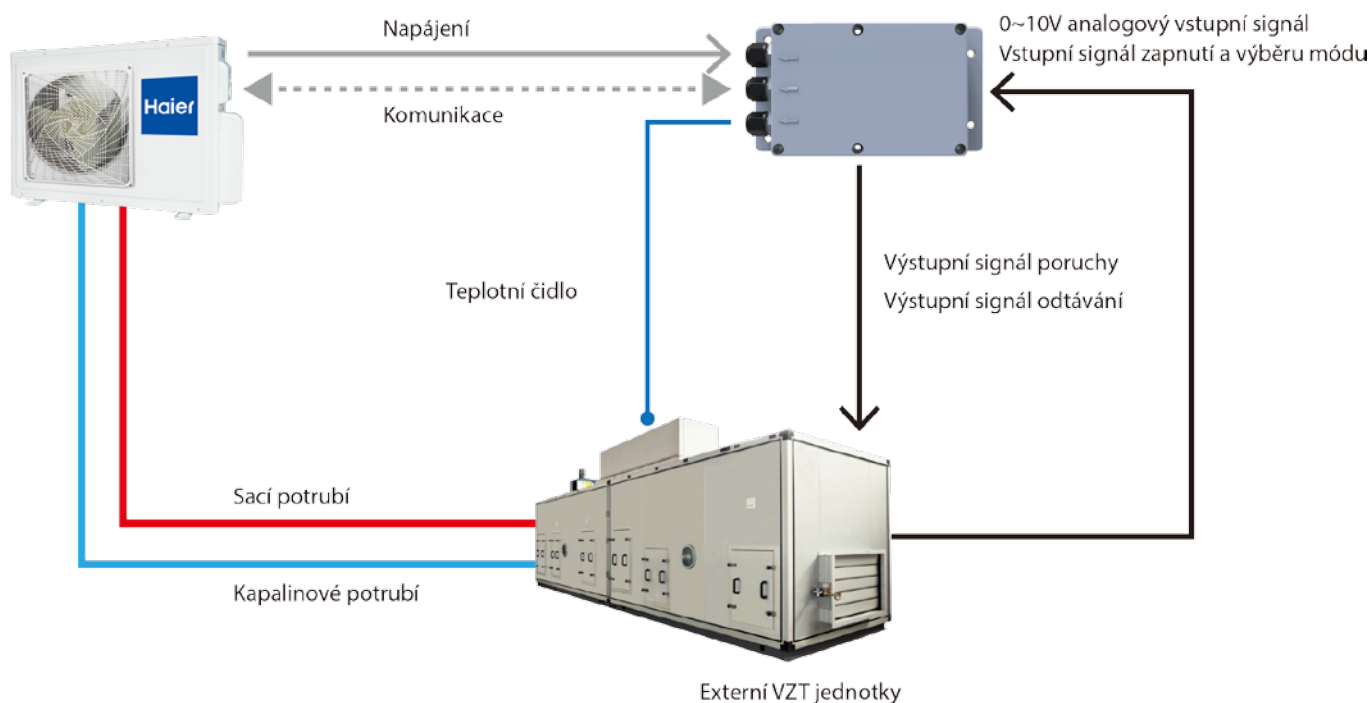 Napájení
0~10V analogový vstupní signál
Vstupní signál zapnutí a výběru módu
Haier
Komunikace
Výstupní signál poruchy
Teplotní čidlo
Výstupní signál odtávání
Sací potrubí
Kapalinové potrubí
Externí VZT jednotky